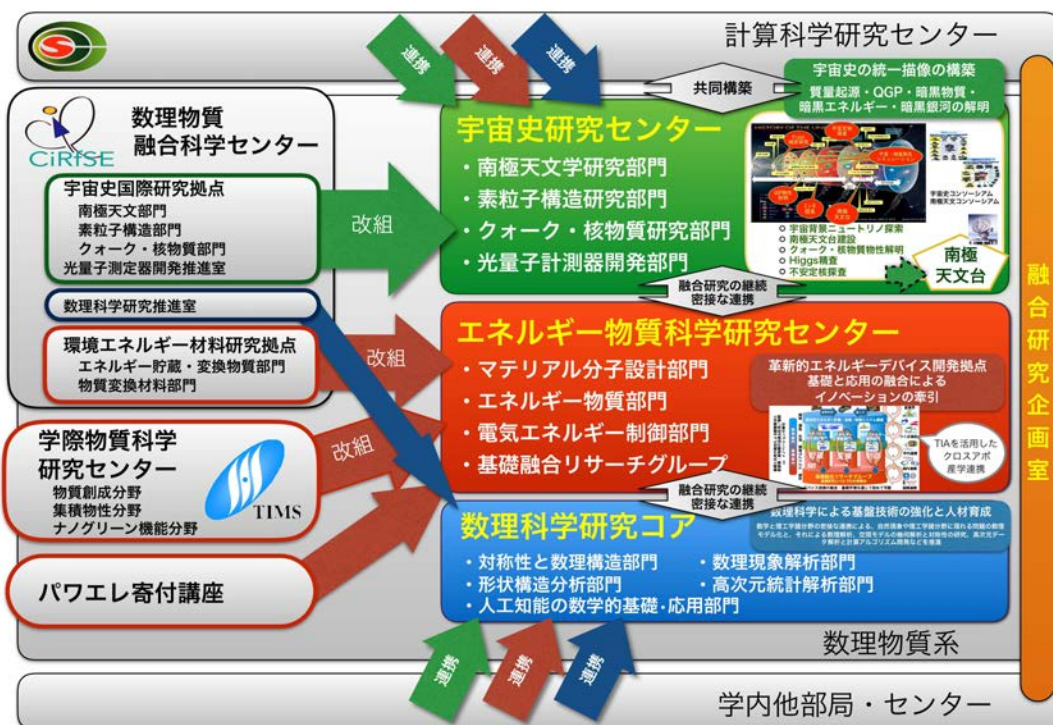 計算科学研究センター
連携
連携
連携
共同構築
宇宙史の統一描像の構築
質量起源・QGP・暗黒物質・
暗黒エネルギー・暗黒銀河の解明
CiRfSE
数理物質
融合科学センター
宇宙史国際研究拠点
南極天文部門
素粒子構造部門
クォーク・核物質部門
光量子測定器開発推進室
数理科学研究推進室
環境エネルギー材料研究拠点
エネルギー貯蔵・変換物質部門
物質変換材料部門
学際物質科学
研究センター
物質創成分野
集積物性分野
ナノグリーン機能分野
TIMS
パワエレ寄付講座
改組
改組
改組
宇宙史研究センター
・南極天文学研究部門
・素粒子構造研究部門
・クォーク・核物質研究部門
・光量子計測器開発部門
宇宙史コンソーシアム
南極天文コンソーシアム
宇宙背景ニュートリノ探索
南極天文台建設
クォーク・核物質物性解明
Higgs精査
不安定核探査
南極
天文台
融合研究の継続
密接な連携
エネルギー物質科学研究センター
・マテリアル分子設計部門
・エネルギー物質部門
・電気エネルギー制御部門
・基礎融合リサーチグループ
革新的エネルギーデバイス開発拠点
基礎と応用の融合による
イノベーションの牽引
TIAを活用した
クロスアポ
産学連携
融合研究の継続
密接な連携
数理科学研究コア
・対称性と数理構造部門
・数理現象解析部門
・形状構造分析部門
・高次元統計解析部門
・人工知能の数学的基礎・応用部門
数理科学による基盤技術の強化と人材育成
数理物質系
連携
連携
連携
学内他部局・センター
融合研究企画室